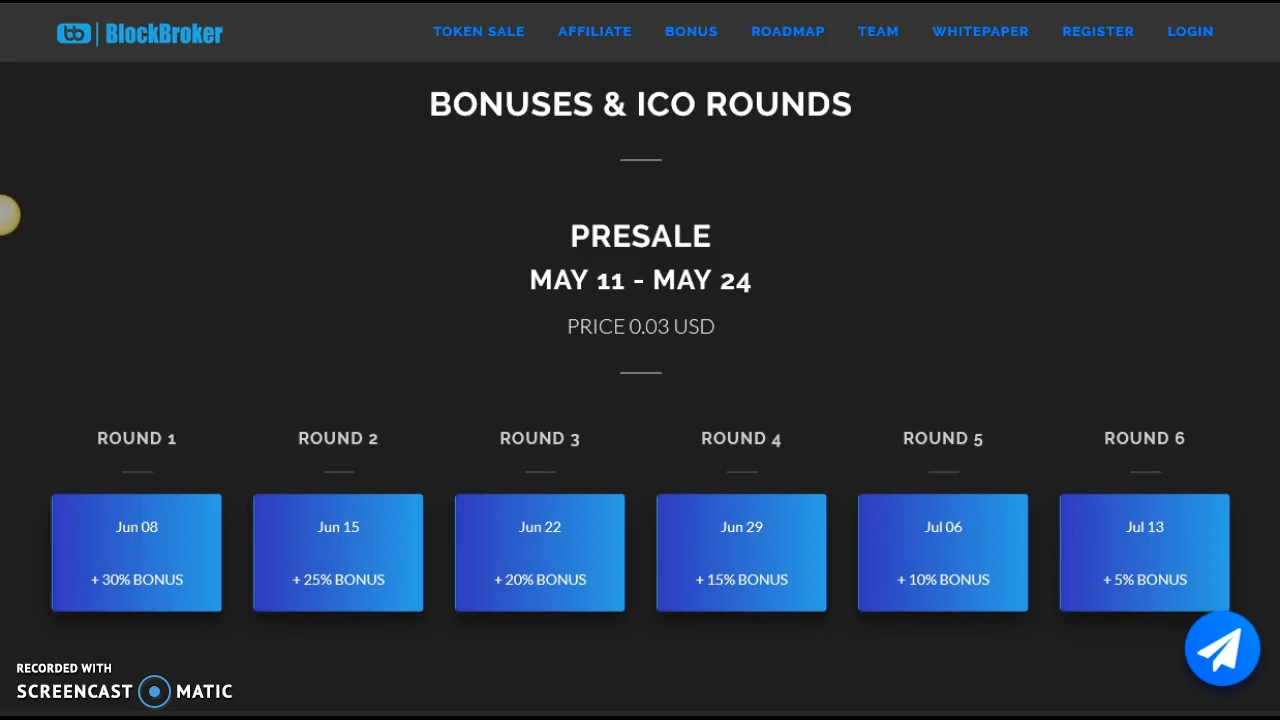 bb | BlockBroker
TOKEN SALE AFFILIATE BONUS ROADMAP TEAM WHITEPAPER REGISTER LOGIN
BONUSES & ICO ROUNDS
PRESALE
MAY 11 - MAY 24
PRICE 0.03 USD
ROUND 1 ROUND 2 ROUND 3 ROUND 4 ROUND 5 ROUND 6
Jun 08 Jun 15 Jun 22 Jun 29 Jul 06 Jul 13
+ 30% BONUS + 25% BONUS + 20% BONUS + 15% BONUS + 10% BONUS + 5% BONUS
RECORDED WITH
SCREENCAST MATIC